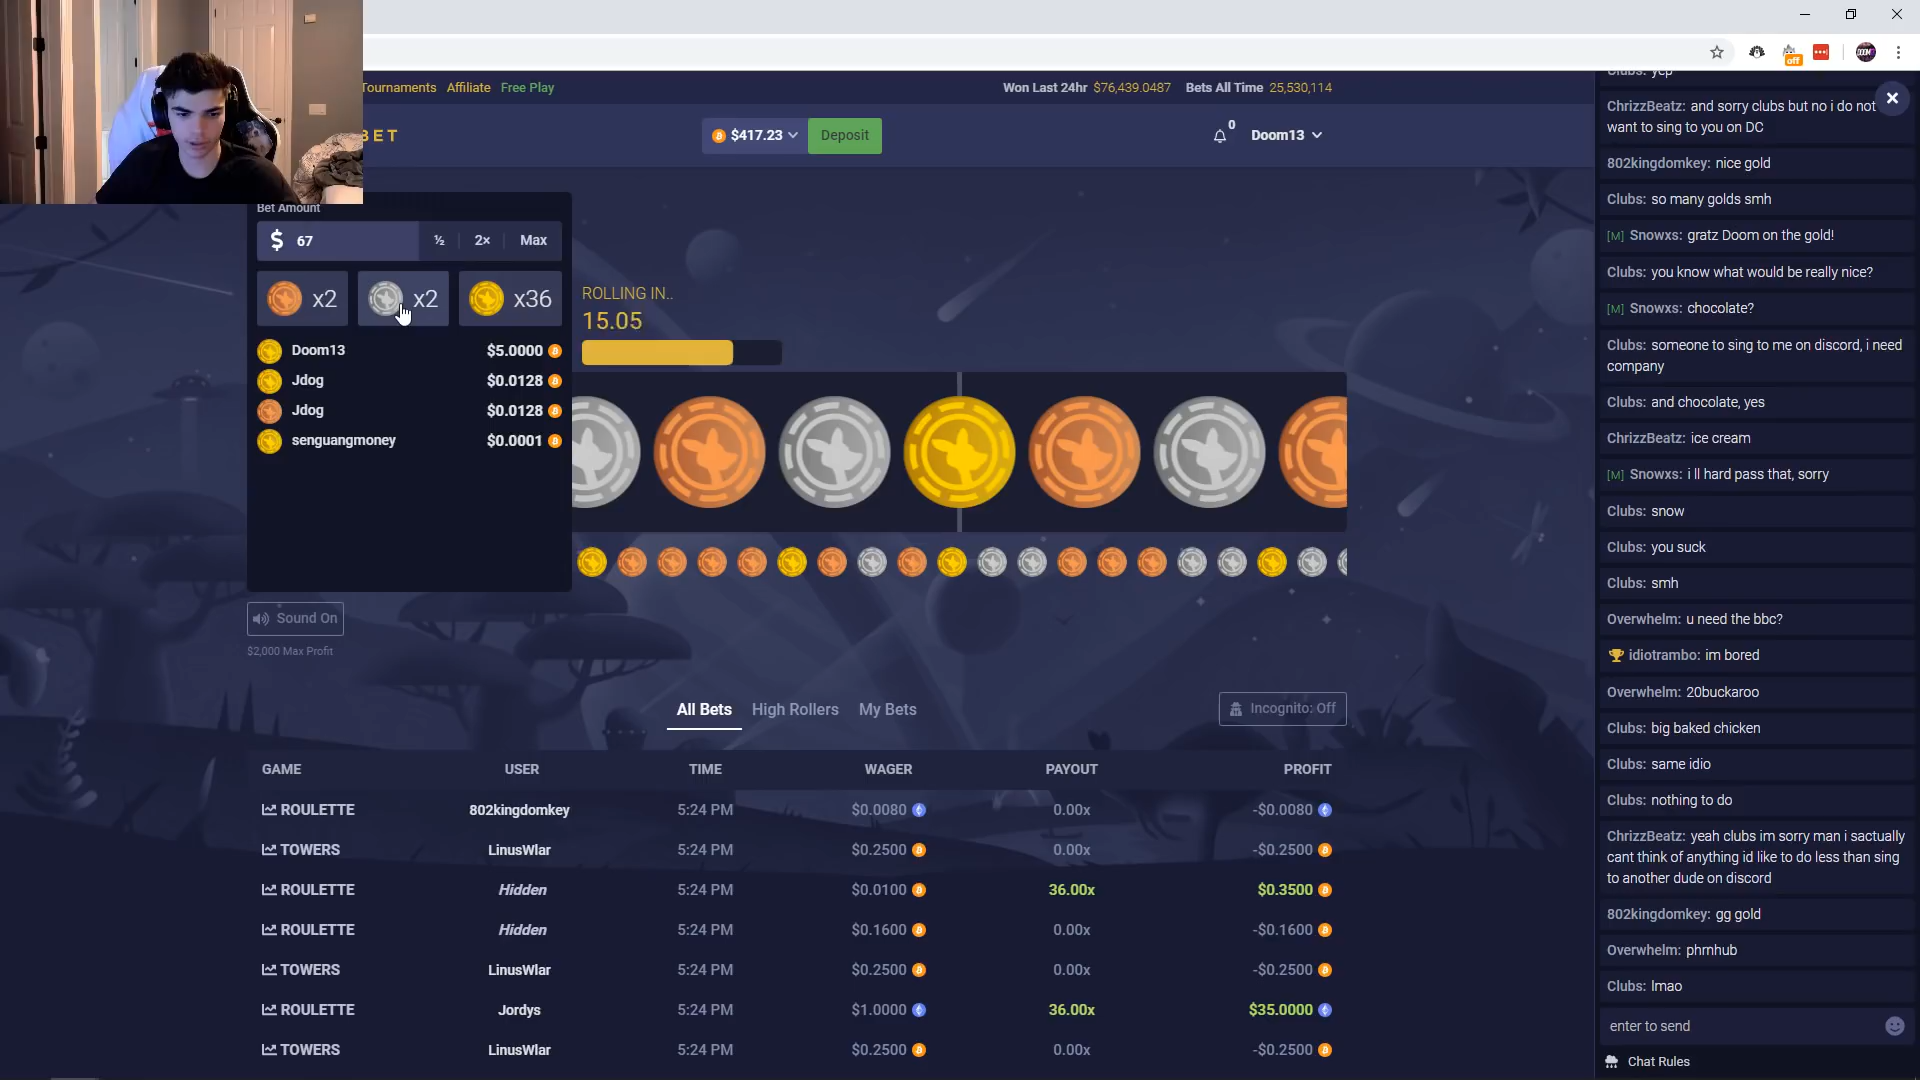 off
DOOM
Tournaments Affiliate Free Play
Won Last 24hr $76,439.0487 Bets All Time 25,530,114
BET
$417.23
Deposit
0
Doom13
Bet Amount
$ 67 ½ 2× Max
x2 x2 x36
Doom13 $5.0000
Jdog $0.0128
Jdog $0.0128
senguangmoney $0.0001
ROLLING IN..
15.05
Sound On
$2,000 Max Profit
All Bets High Rollers My Bets
Incognito: Off
GAME USER TIME WAGER PAYOUT PROFIT
ROULETTE 802kingdomkey 5:24 PM $0.0080 0.00x -$0.0080
TOWERS LinusWlar 5:24 PM $0.2500 0.00x -$0.2500
ROULETTE Hidden 5:24 PM $0.0100 36.00x $0.3500
ROULETTE Hidden 5:24 PM $0.1600 0.00x -$0.1600
TOWERS LinusWlar 5:24 PM $0.2500 0.00x -$0.2500
ROULETTE Jordys 5:24 PM $1.0000 36.00x $35.0000
TOWERS LinusWlar 5:24 PM $0.2500 0.00x -$0.2500
Clubs: yep
ChrizzBeatz: and sorry clubs but no i do not
want to sing to you on DC
802kingdomkey: nice gold
Clubs: so many golds smh
[M] Snowxs: gratz Doom on the gold!
Clubs: you know what would be really nice?
[M] Snowxs: chocolate?
Clubs: someone to sing to me on discord, i need
company
Clubs: and chocolate, yes
ChrizzBeatz: ice cream
[M] Snowxs: i ll hard pass that, sorry
Clubs: snow
Clubs: you suck
Clubs: smh
Overwhelm: u need the bbc?
idiotrambo: im bored
Overwhelm: 20buckaroo
Clubs: big baked chicken
Clubs: same idio
Clubs: nothing to do
ChrizzBeatz: yeah clubs im sorry man i sactually
cant think of anything id like to do less than sing
to another dude on discord
802kingdomkey: gg gold
Overwhelm: phrnhub
Clubs: lmao
enter to send
Chat Rules